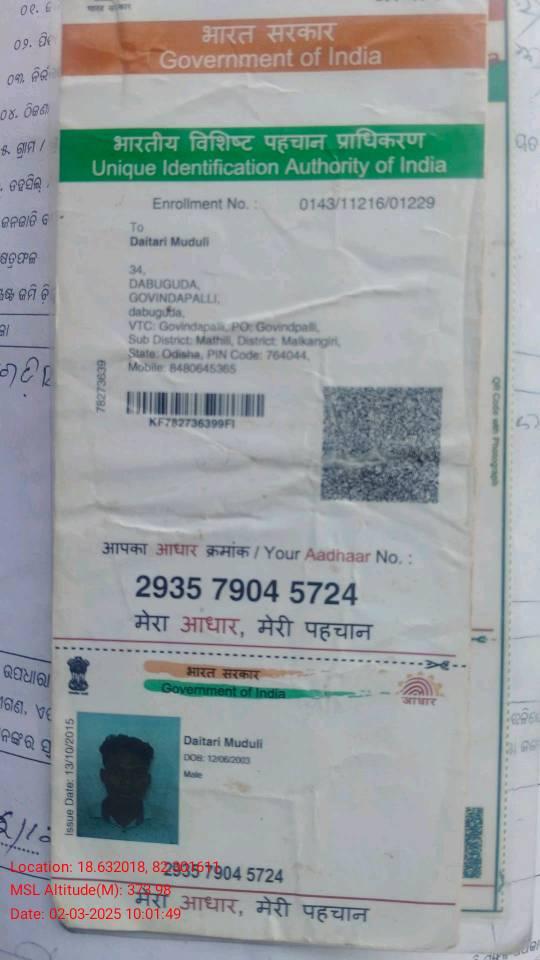 भारत सरकार
Government of India
भारतीय विशिष्ट पहचान प्राधिकरण
Unique Identification Authority of India
Enrollment No. : 0143/11216/01229
To
Daitari Muduli
34,
DABUGUDA,
GOVINDAPALLI,
dabuguda,
VTC: Govindapalli, PO: Govindpalli,
Sub District: Mathili, District: Malkangiri,
State: Odisha, PIN Code: 764044,
Mobile: 8480645365
78273639
KF782736399FI
QR Code with Photograph
आपका आधार क्रमांक / Your Aadhaar No. :
2935 7904 5724
मेरा आधार, मेरी पहचान
भारत सरकार
Government of India
आधार
Issue Date: 13/10/2015
Daitari Muduli
DOB: 12/06/2003
Male
2935 7904 5724
मेरा आधार, मेरी पहचान
Location: 18.632018,
MSL Altitude(M): 373.98
Date: 02-03-2025 10:01:49
୦୪. ଠିକଣା
ଗ୍ରାମ /